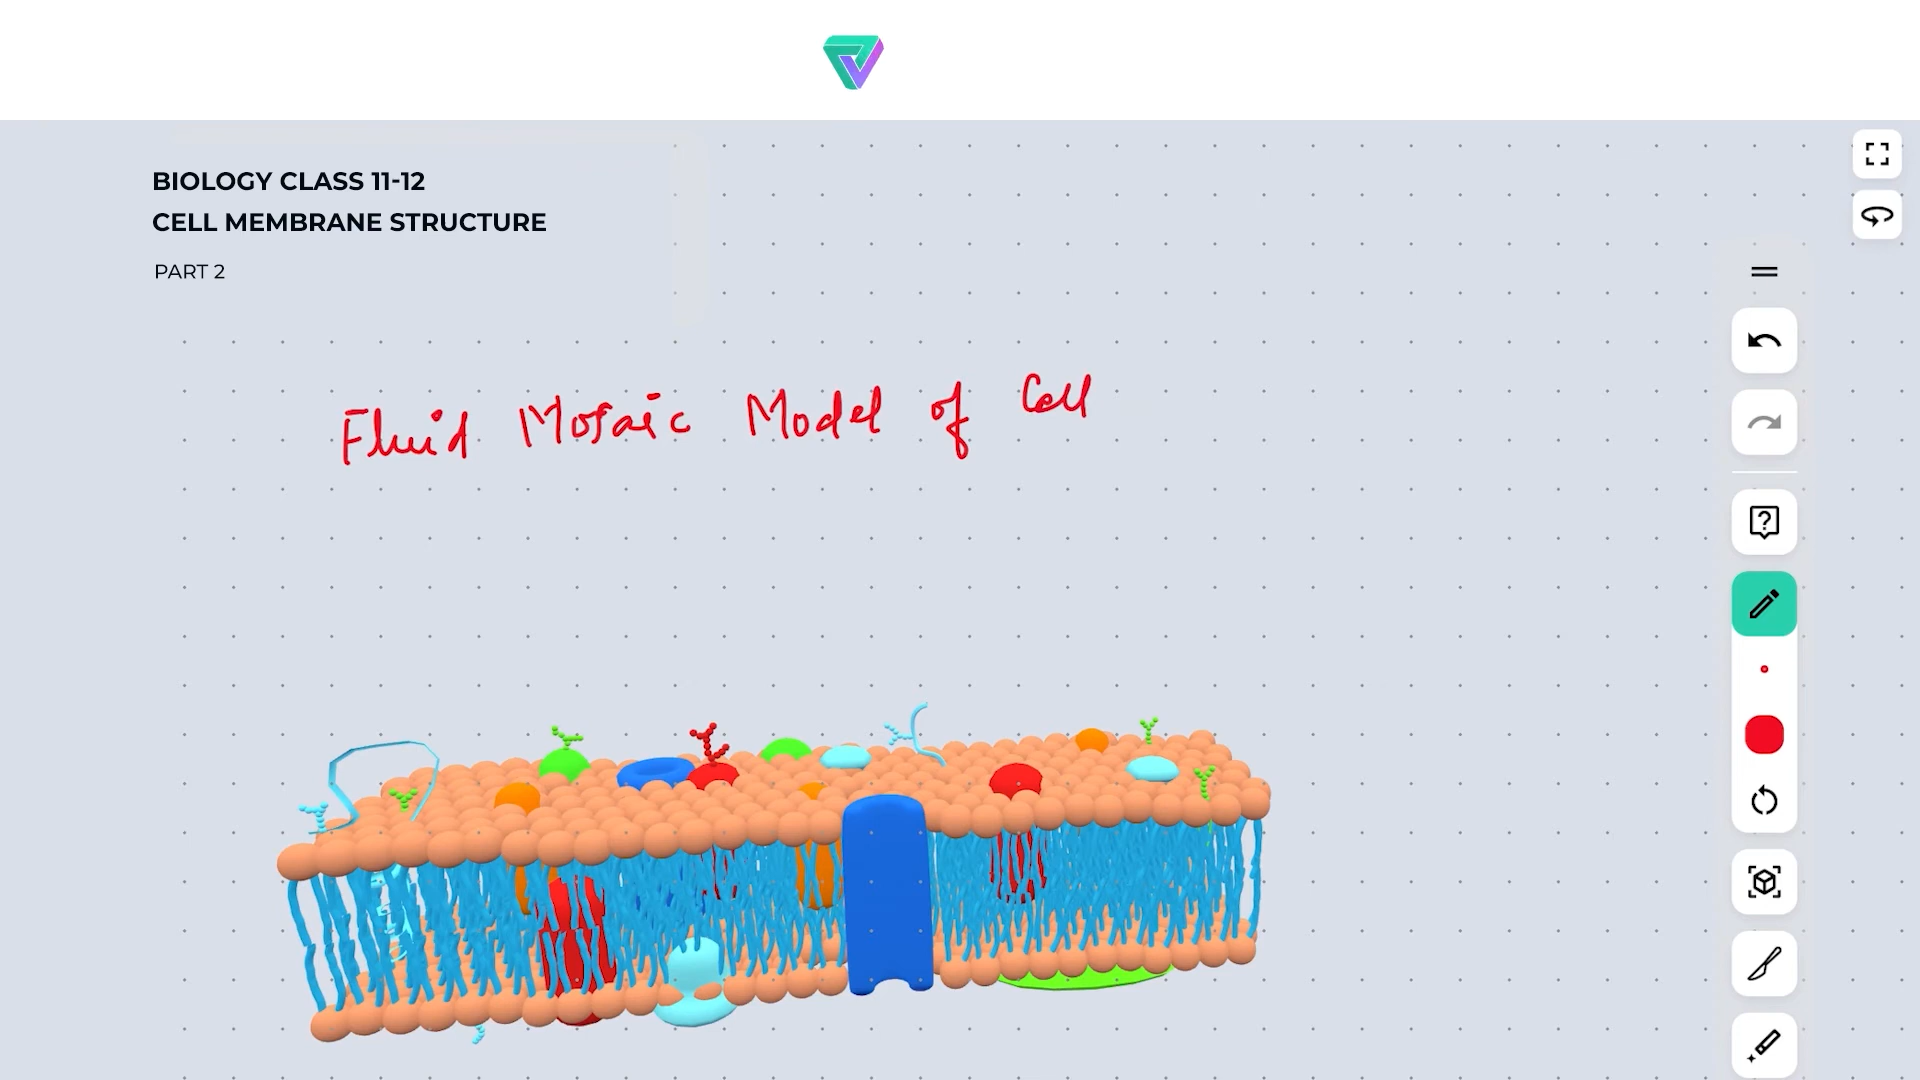 BIOLOGY CLASS 11-12
CELL MEMBRANE STRUCTURE
PART 2
Fluid Mosaic Model of Cell